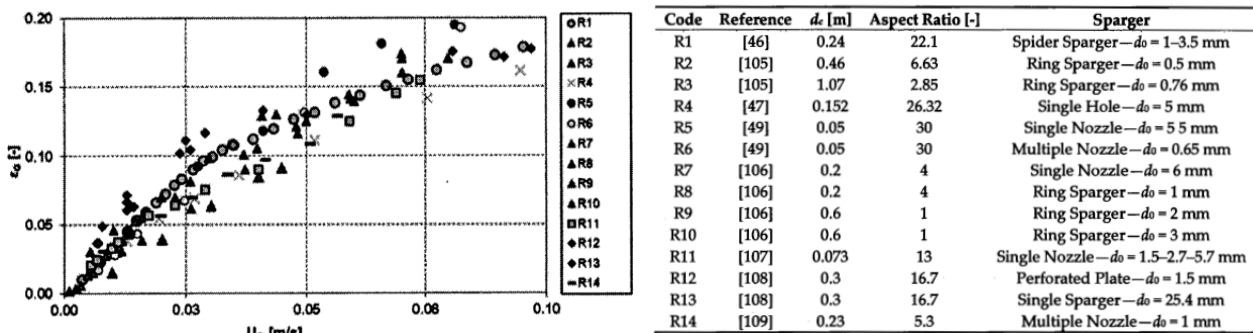 0.20
0.15
0.10
0.05
0.00
εG [-]
0.00 0.03 0.05 0.08 0.10
[m/s]
R1
R2
R3
R4
R5
R6
R7
R8
R9
R10
R11
R12
R13
R14
Code Reference dc [m] Aspect Ratio [-] Sparger
R1 [46] 0.24 22.1 Spider Sparger—d0 = 1–3.5 mm
R2 [105] 0.46 6.63 Ring Sparger—d0 = 0.5 mm
R3 [105] 1.07 2.85 Ring Sparger—d0 = 0.76 mm
R4 [47] 0.152 26.32 Single Hole—d0 = 5 mm
R5 [49] 0.05 30 Single Nozzle—d0 = 5 5 mm
R6 [49] 0.05 30 Multiple Nozzle—d0 = 0.65 mm
R7 [106] 0.2 4 Single Nozzle—d0 = 6 mm
R8 [106] 0.2 4 Ring Sparger—d0 = 1 mm
R9 [106] 0.6 1 Ring Sparger—d0 = 2 mm
R10 [106] 0.6 1 Ring Sparger—d0 = 3 mm
R11 [107] 0.073 13 Single Nozzle—d0 = 1.5–2.7–5.7 mm
R12 [108] 0.3 16.7 Perforated Plate—d0 = 1.5 mm
R13 [108] 0.3 16.7 Single Sparger—d0 = 25.4 mm
R14 [109] 0.23 5.3 Multiple Nozzle—d0 = 1 mm